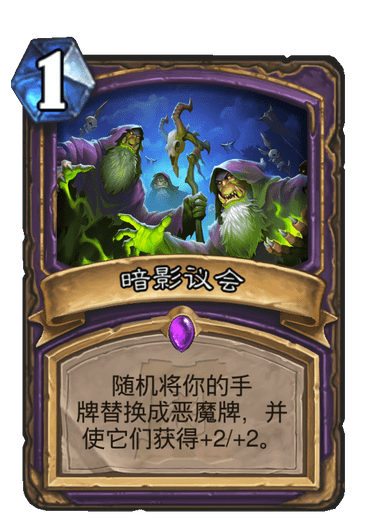 1
暗影议会
随机将你的手
牌替换成恶魔牌，并
使它们获得+2/+2。